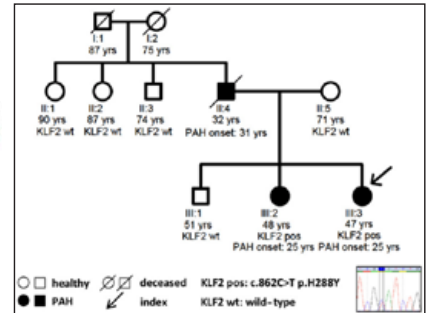 I:1 I:2
87 yrs 75 yrs
II:1 II:2 II:3 II:4 II:5
90 yrs 87 yrs 74 yrs 32 yrs 71 yrs
KLF2 wt KLF2 wt KLF2 wt PAH onset: 31 yrs KLF2 wt
III:1 III:2 III:3
51 yrs 48 yrs 47 yrs
KLF2 wt KLF2 pos KLF2 pos
PAH onset: 25 yrs PAH onset: 25 yrs
healthy deceased KLF2 pos: c.862C>T p.H288Y
PAH index KLF2 wt: wild-type